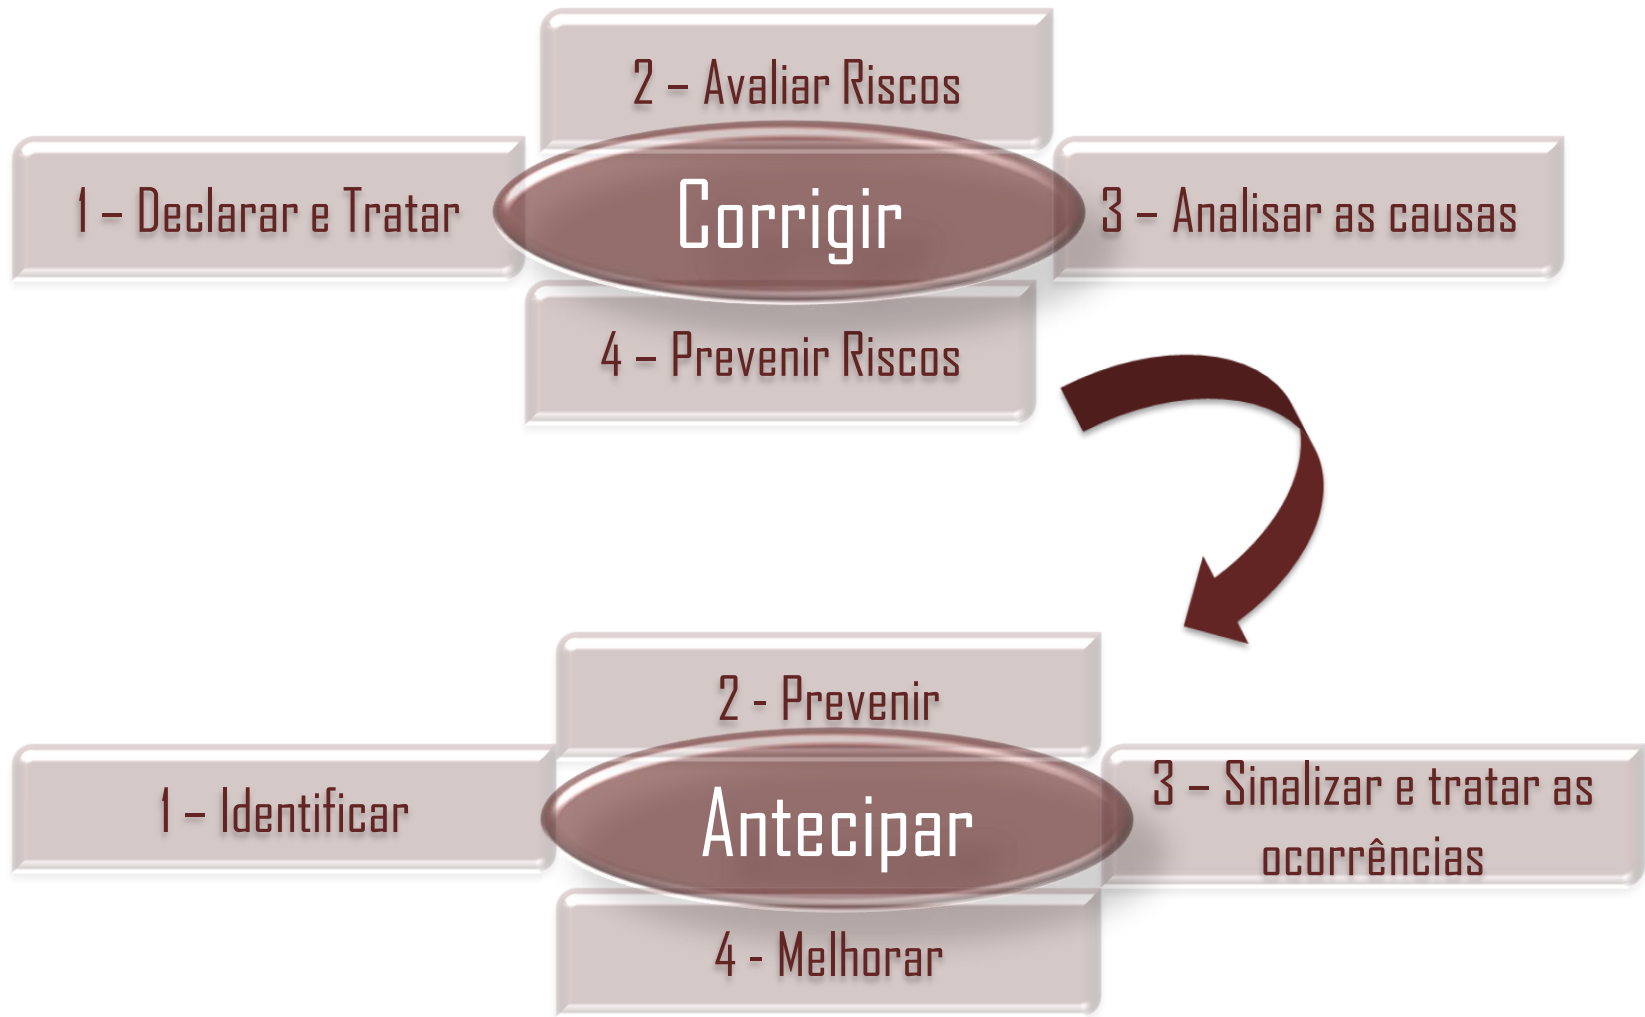 2 – Avaliar Riscos
1 – Declarar e Tratar
Corrigir
3 – Analisar as causas
4 – Prevenir Riscos
2 - Prevenir
1 – Identificar
Antecipar
3 – Sinalizar e tratar as
ocorrências
4 - Melhorar